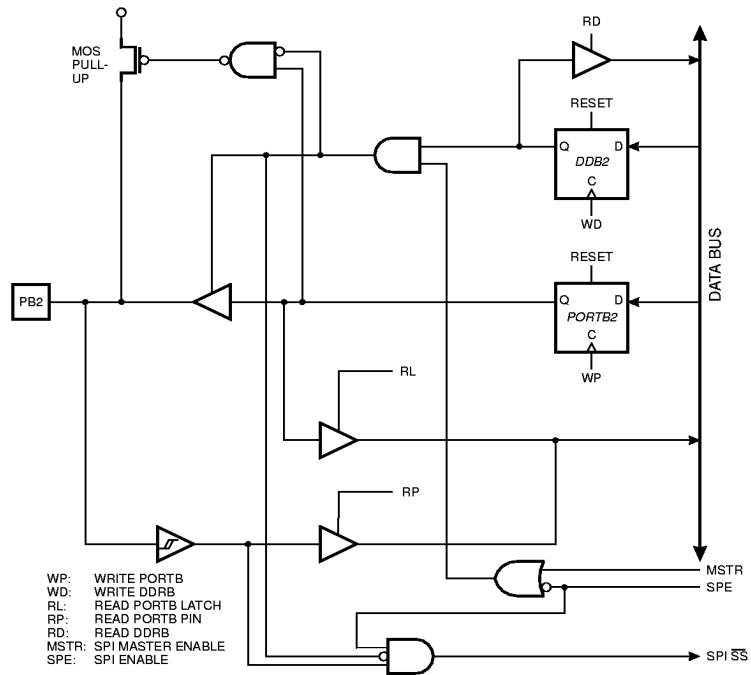 RD
MOS
PULL-
UP
RESET
Q D
DDB2
C
WD
DATA BUS
RESET
PB2
Q D
PORTB2
C
WP
RL
RP
MSTR
SPE
WP: WRITE PORTB
WD: WRITE DDRB
RL: READ PORTB LATCH
RP: READ PORTB PIN
RD: READ DDRB
MSTR: SPI MASTER ENABLE
SPE: SPI ENABLE
SPI S̅S̅